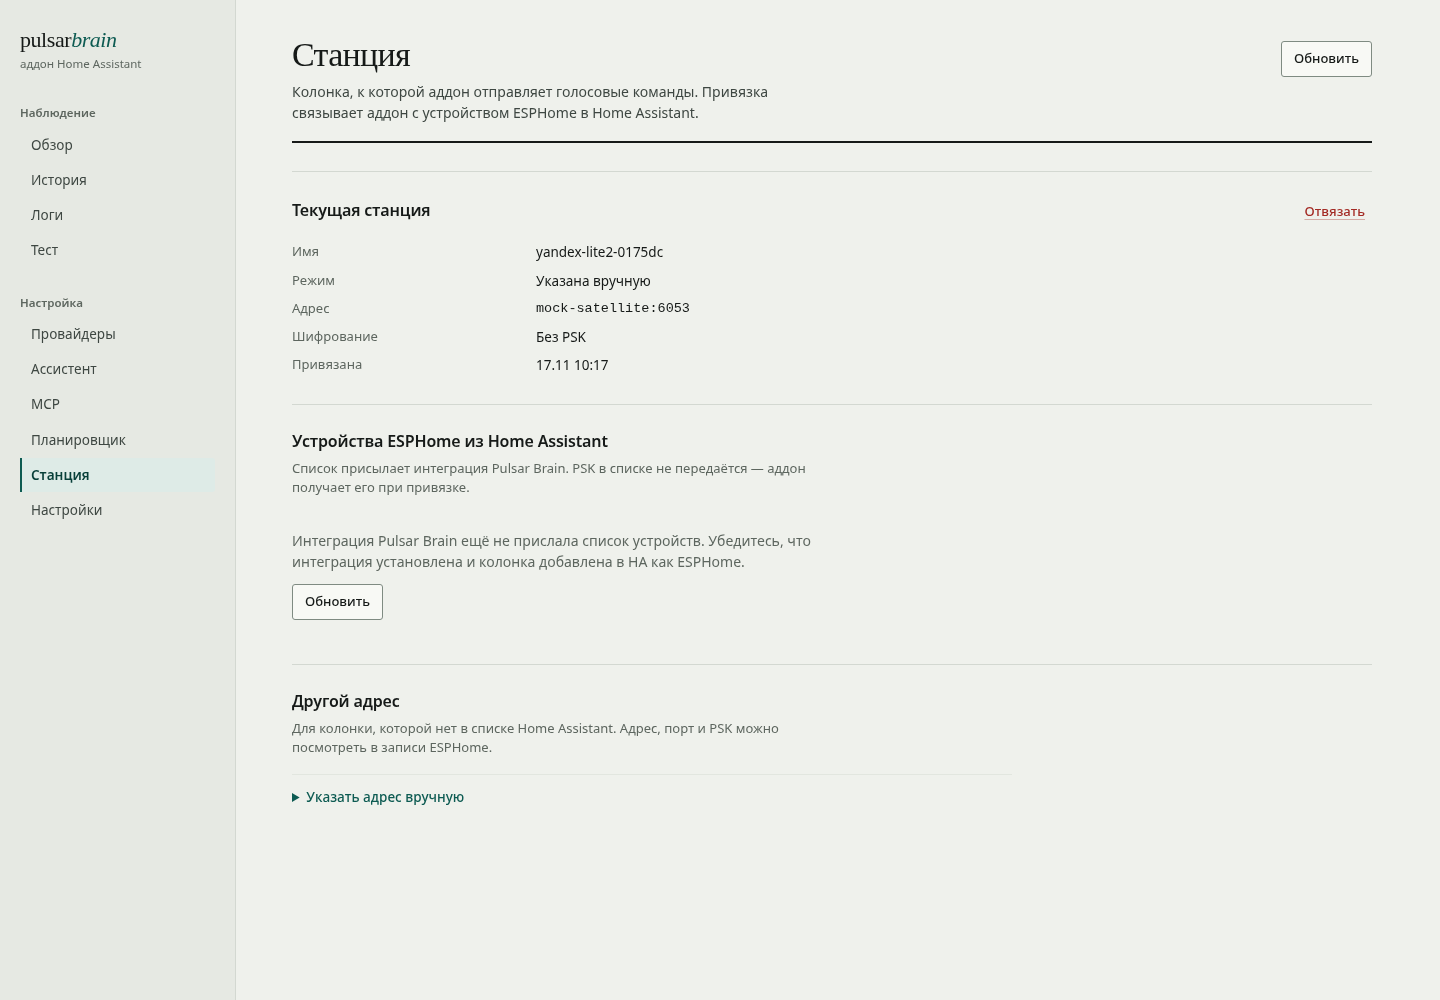 pulsarbrain
аддон Home Assistant
Наблюдение
Обзор
История
Логи
Тест
Настройка
Провайдеры
Ассистент
MCP
Планировщик
Станция
Настройки
Станция
Обновить
Колонка, к которой аддон отправляет голосовые команды. Привязка
связывает аддон с устройством ESPHome в Home Assistant.
Текущая станция
Отвязать
Имя yandex-lite2-0175dc
Режим Указана вручную
Адрес mock-satellite:6053
Шифрование Без PSK
Привязана 17.11 10:17
Устройства ESPHome из Home Assistant
Список присылает интеграция Pulsar Brain. PSK в списке не передаётся — аддон
получает его при привязке.
Интеграция Pulsar Brain ещё не прислала список устройств. Убедитесь, что
интеграция установлена и колонка добавлена в HA как ESPHome.
Обновить
Другой адрес
Для колонки, которой нет в списке Home Assistant. Адрес, порт и PSK можно
посмотреть в записи ESPHome.
Указать адрес вручную